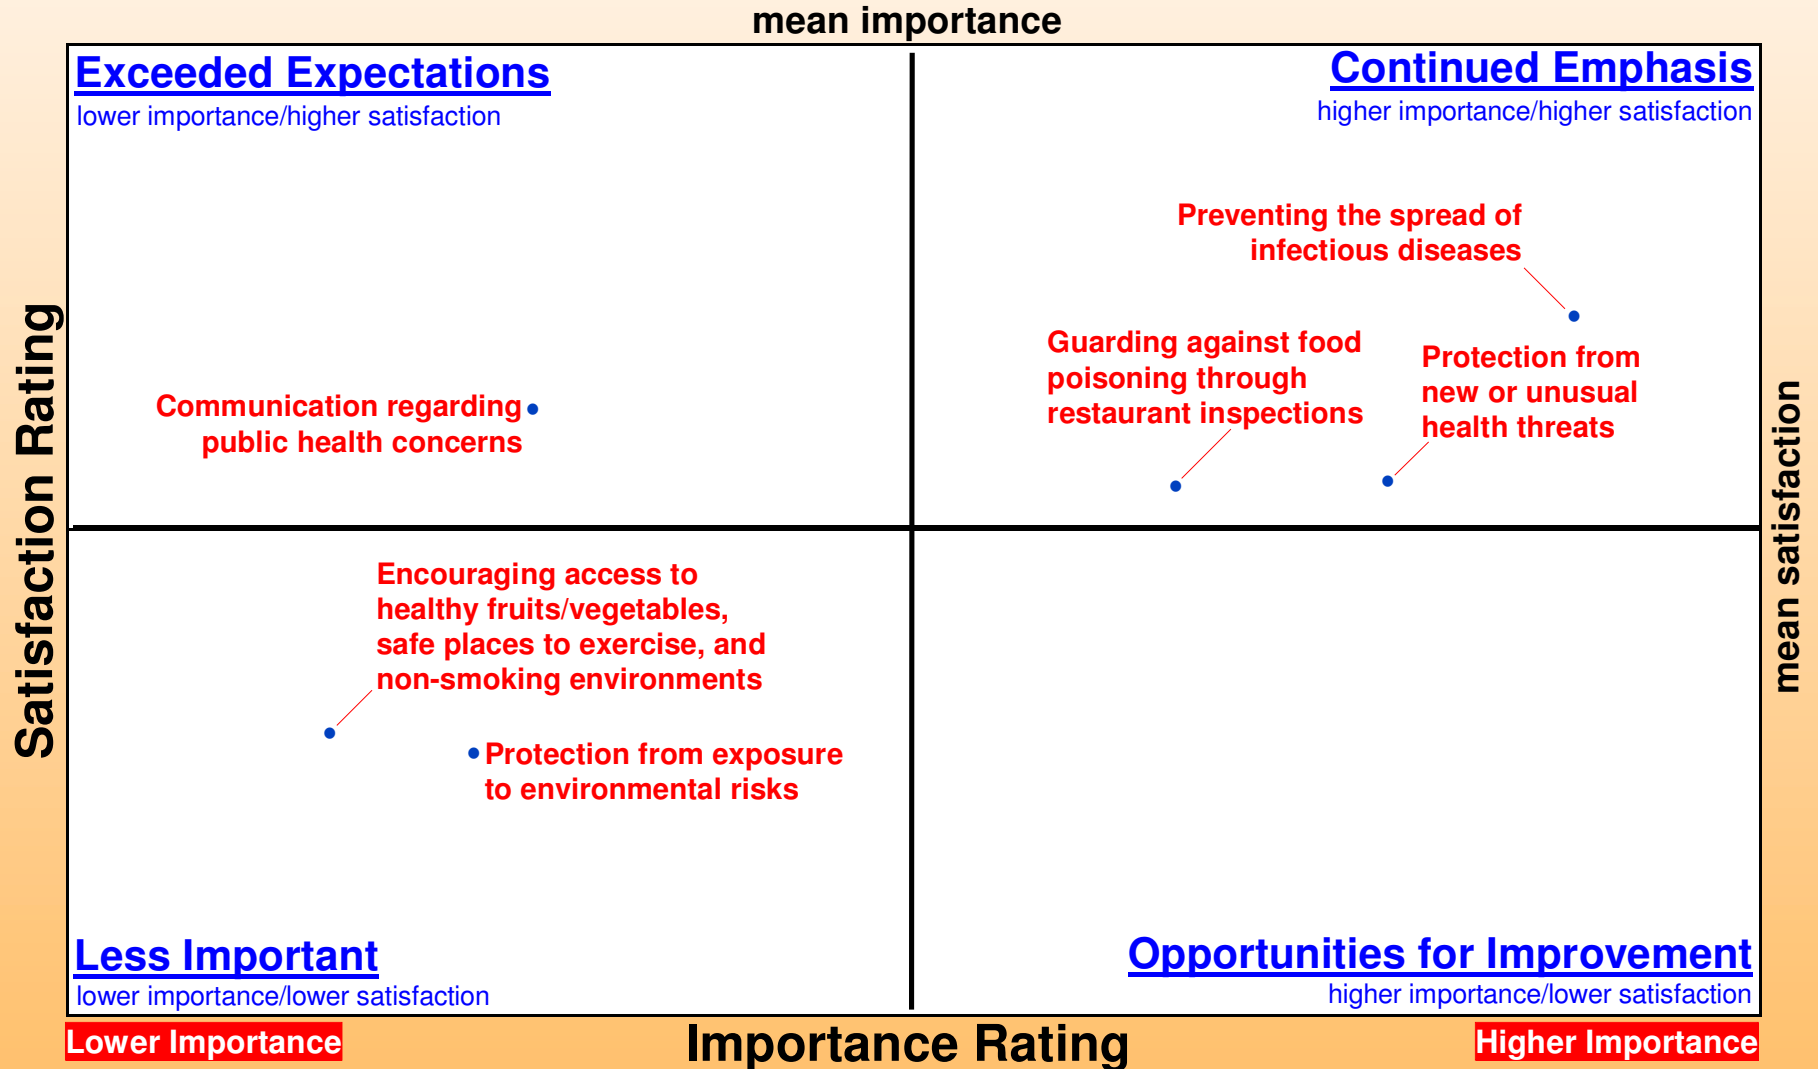 mean importance
Exceeded Expectations
lower importance/higher satisfaction
Continued Emphasis
higher importance/higher satisfaction
Preventing the spread of
infectious diseases
Guarding against food
poisoning through
restaurant inspections
Protection from
new or unusual
health threats
Communication regarding
public health concerns
Satisfaction Rating
mean satisfaction
Encouraging access to
healthy fruits/vegetables,
safe places to exercise, and
non-smoking environments
Protection from exposure
to environmental risks
Less Important
lower importance/lower satisfaction
Opportunities for Improvement
higher importance/lower satisfaction
Lower Importance
Importance Rating
Higher Importance